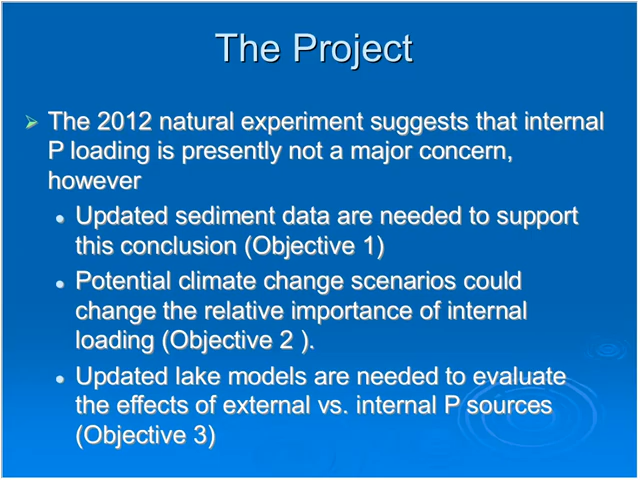 The Project
The 2012 natural experiment suggests that internal
P loading is presently not a major concern,
however
Updated sediment data are needed to support
this conclusion (Objective 1)
Potential climate change scenarios could
change the relative importance of internal
loading (Objective 2 ).
Updated lake models are needed to evaluate
the effects of external vs. internal P sources
(Objective 3)